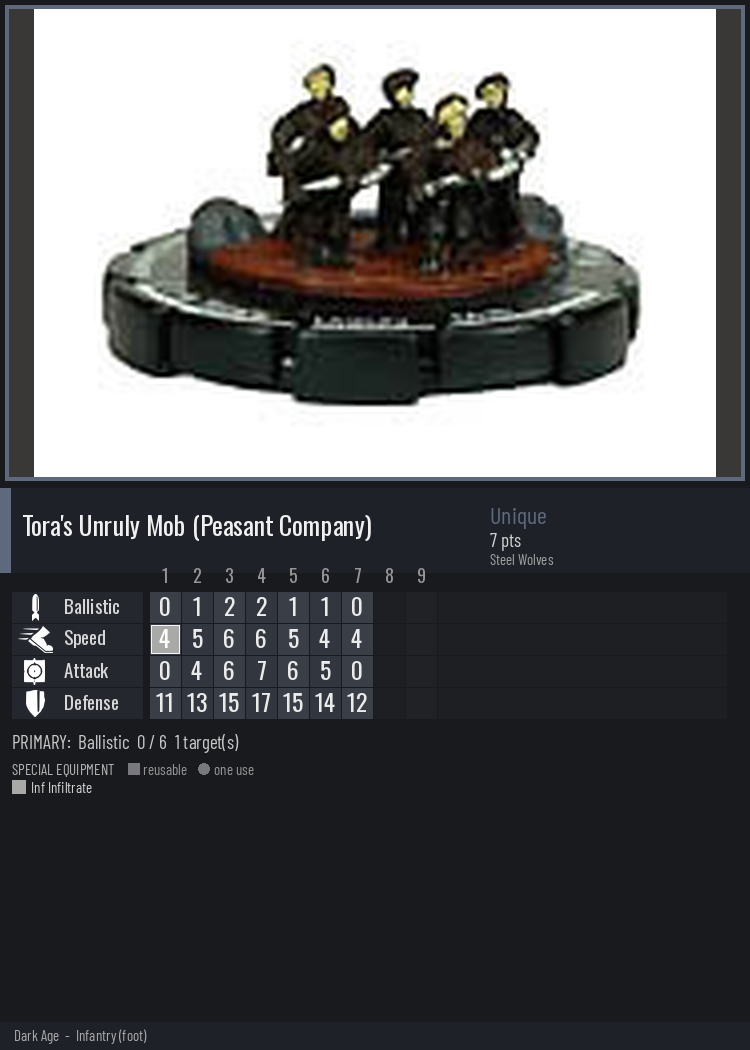 Tora's Unruly Mob (Peasant Company)
Unique
7 pts
Steel Wolves
1 2 3 4 5 6 7 8 9
Ballistic 0 1 2 2 1 1 0
Speed 4 5 6 6 5 4 4
Attack 0 4 6 7 6 5 0
Defense 11 13 15 17 15 14 12
PRIMARY: Ballistic 0 / 6 1 target(s)
SPECIAL EQUIPMENT reusable one use
Inf Infiltrate
Dark Age - Infantry (foot)